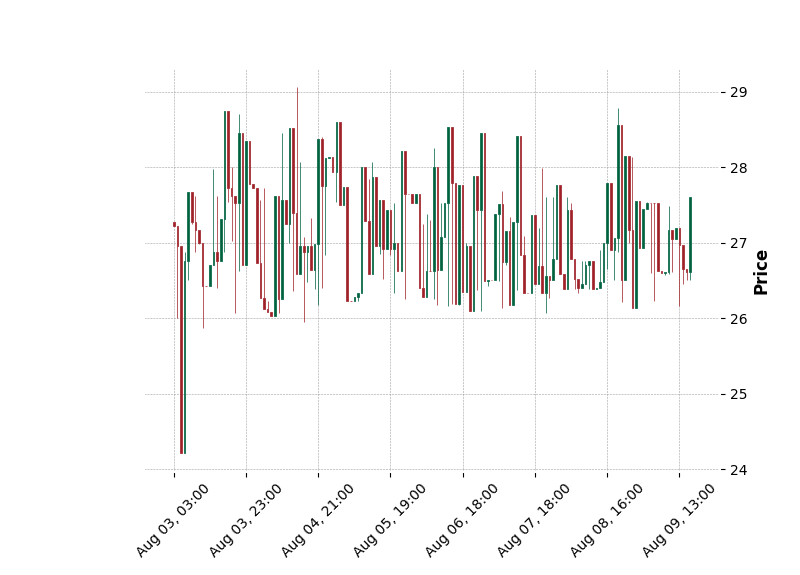 29
28
27
26
25
24
Price
Aug 03, 03:00
Aug 03, 23:00
Aug 04, 21:00
Aug 05, 19:00
Aug 06, 18:00
Aug 07, 18:00
Aug 08, 16:00
Aug 09, 13:00